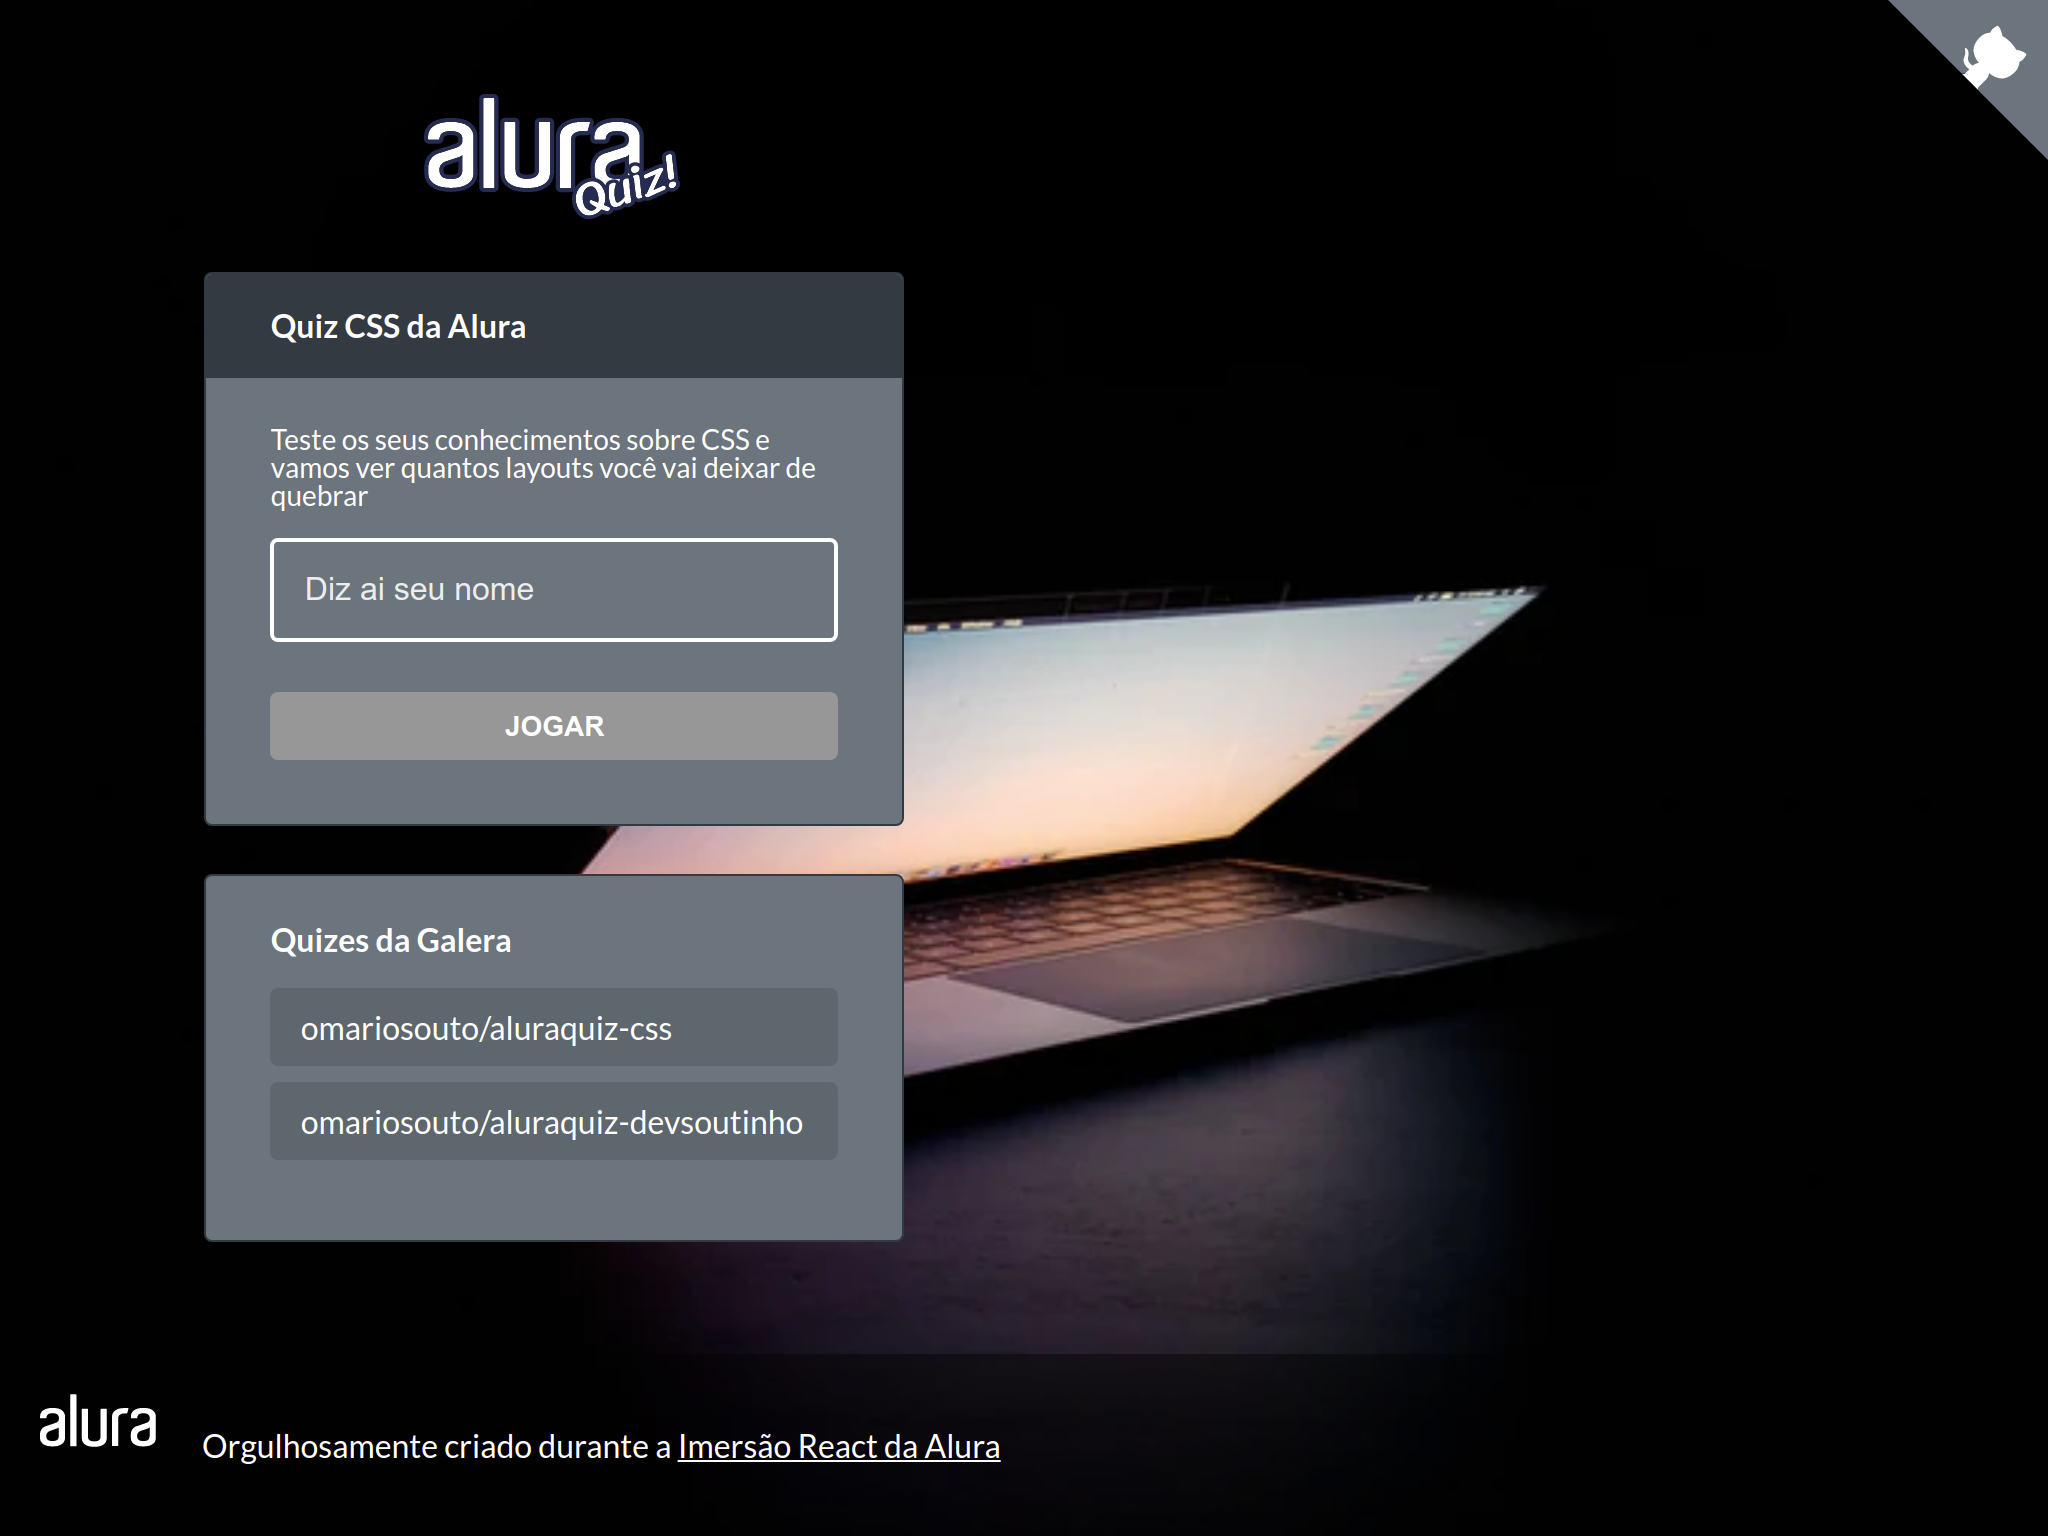 alura
Quiz!
Quiz CSS da Alura
Teste os seus conhecimentos sobre CSS e
vamos ver quantos layouts você vai deixar de
quebrar
Diz ai seu nome
JOGAR
Quizes da Galera
omariosouto/aluraquiz-css
omariosouto/aluraquiz-devsoutinho
alura
Orgulhosamente criado durante a Imersão React da Alura